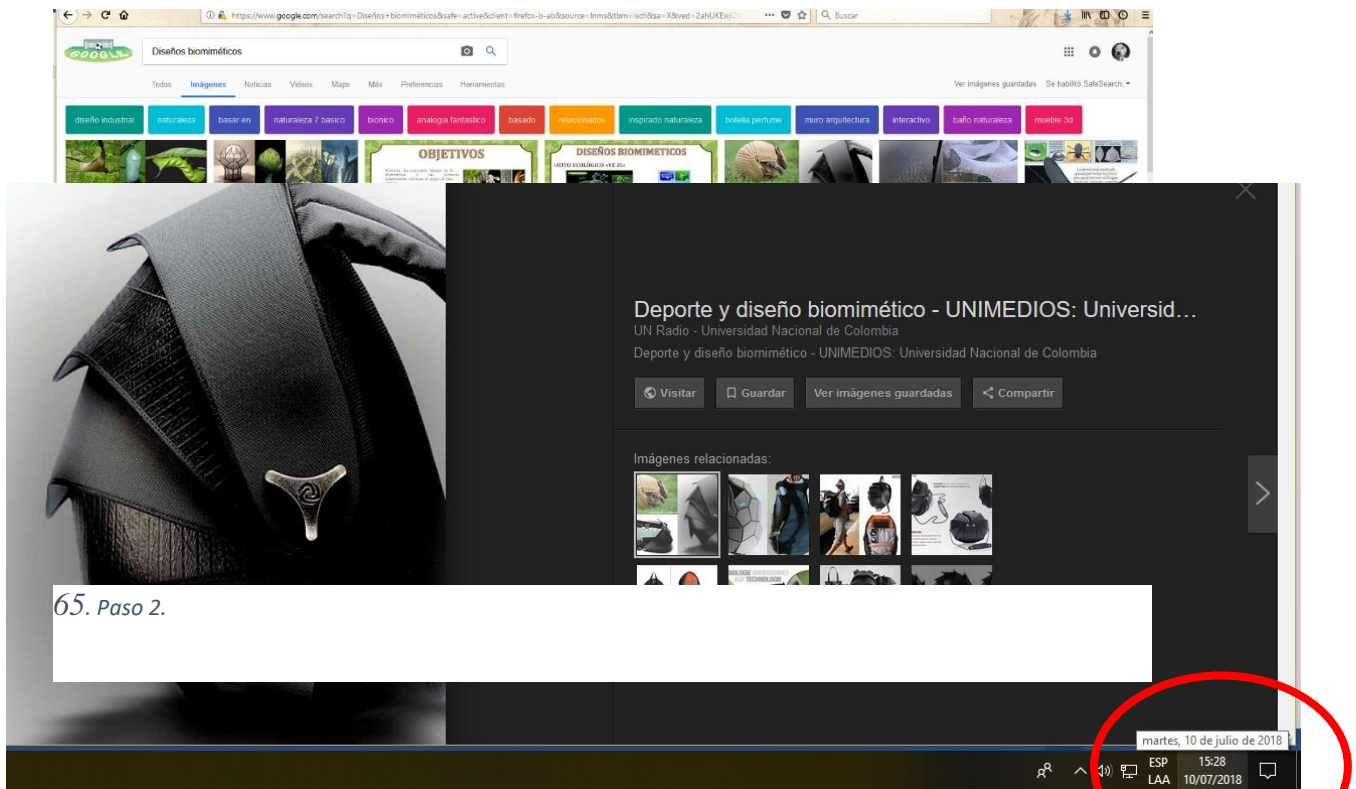 https://www.google.com/search?q=Diseños+biomiméticos&safe=active&client=firefox-b-ab&source=lnms&tbm=isch&sa=X&ved=2ahUKEwj
Buscar
GOOGLE
Diseños biomiméticos
Todos Imágenes Noticias Videos Maps Más Preferencias Herramientas
Ver imágenes guardadas Se habilitó SafeSearch.
diseño industrial naturaleza basar en naturaleza 7 basico bionico analogia fantastico basado relacionados inspirado naturaleza botella perfume muro arquitectura interactivo baño naturaleza mueble 3d
OBJETIVOS
DISEÑOS BIOMIMETICOS
Deporte y diseño biomimético - UNIMEDIOS: Universid…
UN Radio - Universidad Nacional de Colombia
Deporte y diseño biomimético - UNIMEDIOS: Universidad Nacional de Colombia
Visitar Guardar Ver imágenes guardadas Compartir
Imágenes relacionadas:
65. Paso 2.
martes, 10 de julio de 2018
ESP 15:28
LAA 10/07/2018